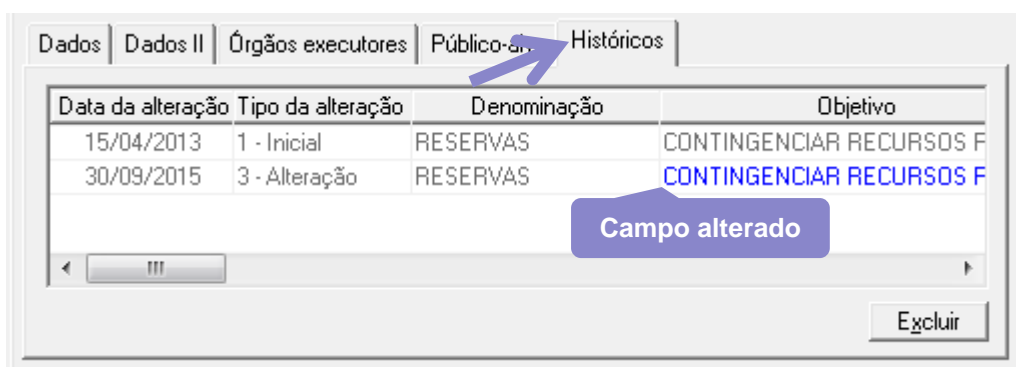 Dados Dados II Órgãos executores Público- Históricos
Data da alteração Tipo da alteração Denominação Objetivo
15/04/2013 1 - Inicial RESERVAS CONTINGENCIAR RECURSOS F
30/09/2015 3 - Alteração RESERVAS CONTINGENCIAR RECURSOS F
Campo alterado
Excluir